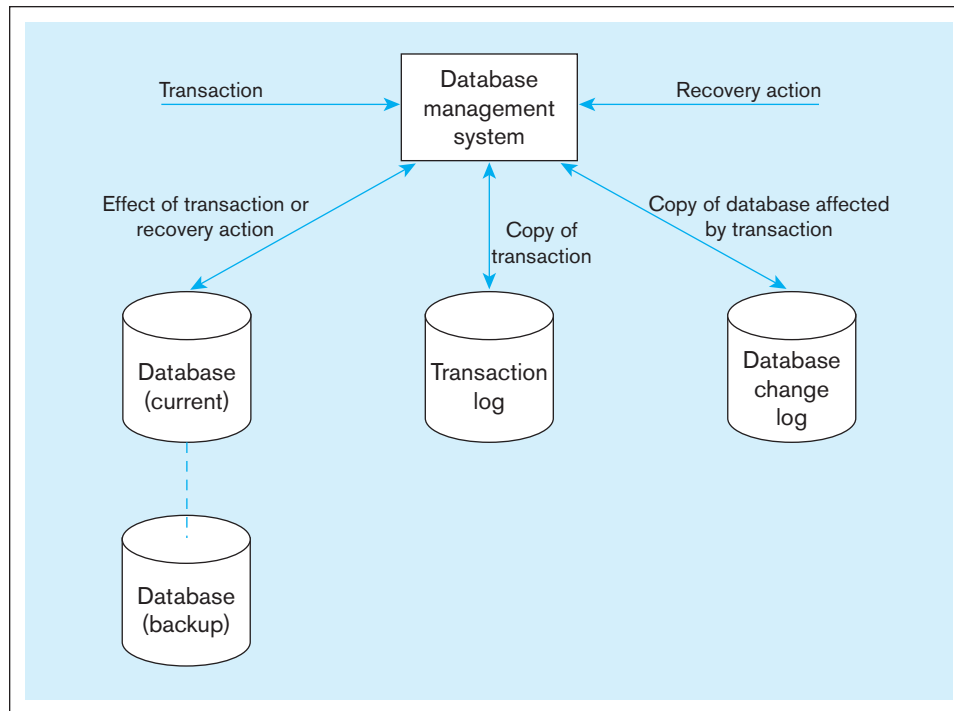 Database
management
system
Transaction
Recovery action
Effect of transaction or
recovery action
Copy of
transaction
Copy of database affected
by transaction
Database
(current)
Transaction
log
Database
change
log
Database
(backup)